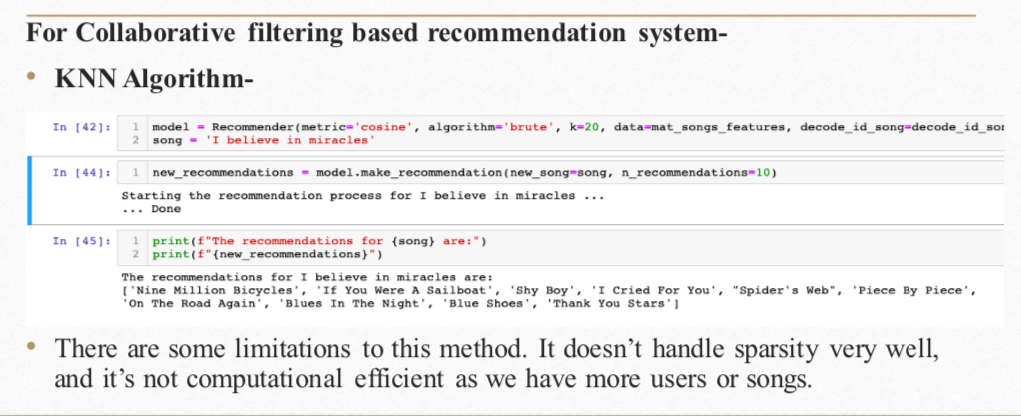 For Collaborative filtering based recommendation system-
• KNN Algorithm-
In [42]:
1 model = Recommender(metric='cosine', algorithm='brute', k=20, data=mat_songs_features, decode_id_song=decode_id_son
2 song = 'I believe in miracles'
In [44]:
1 new_recommendations = model.make_recommendation(new_song=song, n_recommendations=10)
Starting the recommendation process for I believe in miracles ...
... Done
In [45]:
1 print(f"The recommendations for {song} are:")
2 print(f"{new_recommendations}")
The recommendations for I believe in miracles are:
['Nine Million Bicycles', 'If You Were A Sailboat', 'Shy Boy', 'I Cried For You', "Spider's Web", 'Piece By Piece',
'On The Road Again', 'Blues In The Night', 'Blue Shoes', 'Thank You Stars']
• There are some limitations to this method. It doesn’t handle sparsity very well,
and it’s not computational efficient as we have more users or songs.